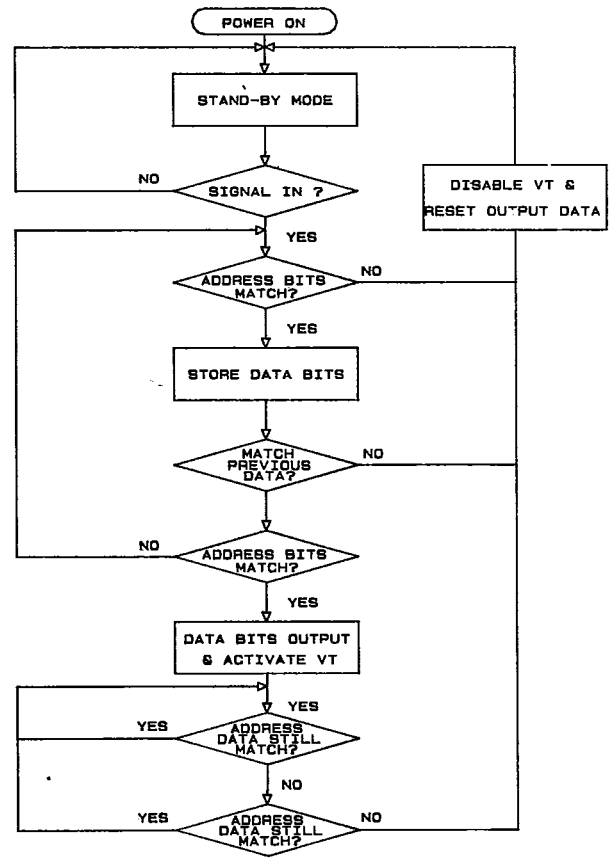 POWER ON
STAND-BY MODE
NO
SIGNAL IN ?
DISABLE VT &
RESET OUTPUT DATA
YES
ADDRESS BITS
MATCH?
NO
YES
STORE DATA BITS
MATCH
PREVIOUS
DATA?
NO
NO
ADDRESS BITS
MATCH?
YES
DATA BITS OUTPUT
& ACTIVATE VT
YES
YES
ADDRESS
DATA STILL
MATCH?
NO
YES
ADDRESS
DATA STILL
MATCH?
NO